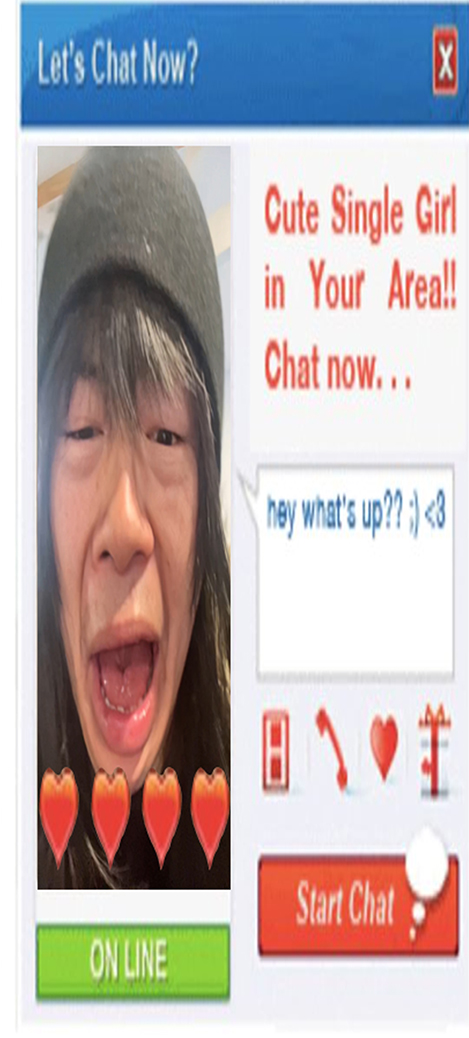 Let's Chat Now?
X
Cute Single Girl
in Your Area!!
Chat now. . .
hey what's up?? ;) <3
Start Chat
ON LINE